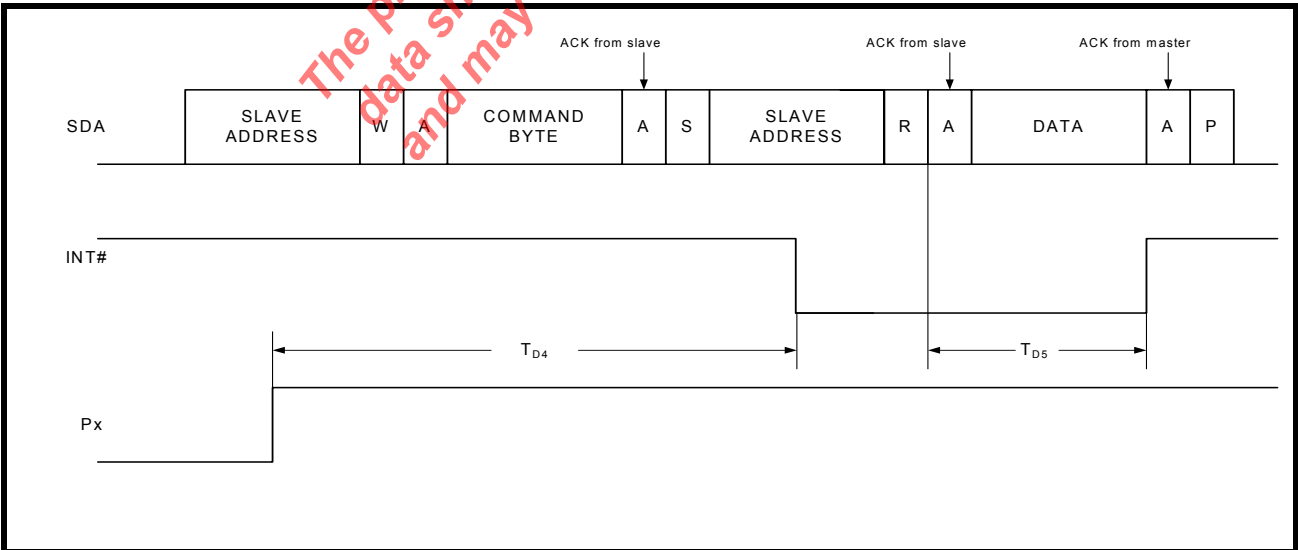 The p
data sh
and may
ACK from slave
ACK from slave
ACK from master
SDA
SLAVE ADDRESS
W
A
COMMAND BYTE
A
S
SLAVE ADDRESS
R
A
DATA
A
P
INT#
TD4
TD5
Px